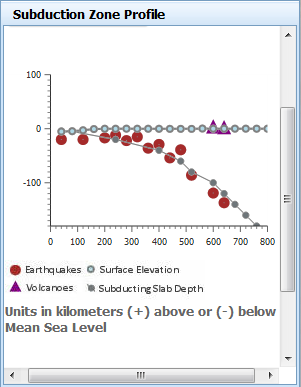 Subduction Zone Profile
100
0
-100
0 100 200 300 400 500 600 700 800
Earthquakes Surface Elevation
Volcanoes Subducting Slab Depth
Units in kilometers (+) above or (-) below
Mean Sea Level